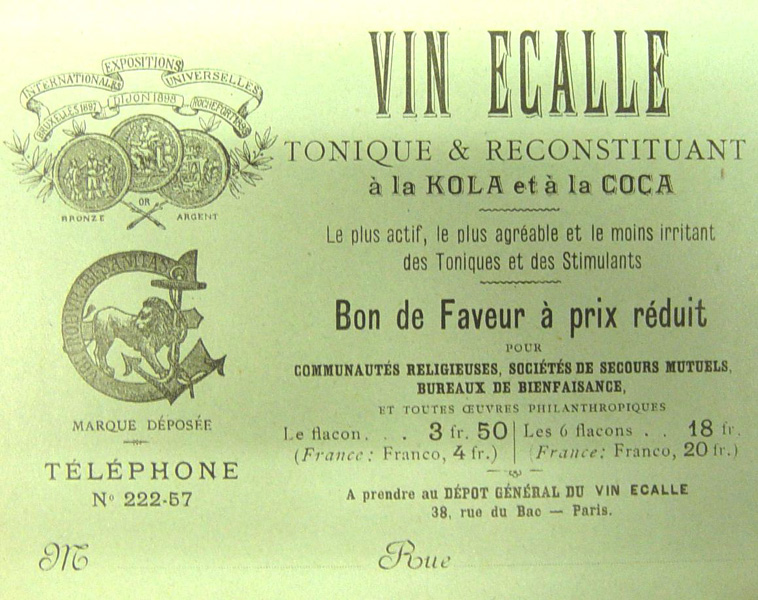 EXPOSITIONS
INTERNATIONALES UNIVERSELLES
BRUXELLES 1897 DIJON 1898 ROCHEFORT 1898
OR
BRONZE ARGENT
ROBUR SANITAS
MARQUE DÉPOSÉE
TÉLÉPHONE
No 222-57
VIN ECALLE
TONIQUE & RECONSTITUANT
à la KOLA et à la COCA
Le plus actif, le plus agréable et le moins irritant
des Toniques et des Stimulants
Bon de Faveur à prix réduit
POUR
COMMUNAUTÉS RELIGIEUSES, SOCIÉTÉS DE SECOURS MUTUELS,
BUREAUX DE BIENFAISANCE,
ET TOUTES ŒUVRES PHILANTHROPIQUES
Le flacon. . . 3 fr. 50 Les 6 flacons . . 18 fr.
(France: Franco, 4 fr.) (France: Franco, 20 fr.)
A prendre au DÉPÔT GÉNÉRAL DU VIN ECALLE
38, rue du Bac — Paris.
M Rue